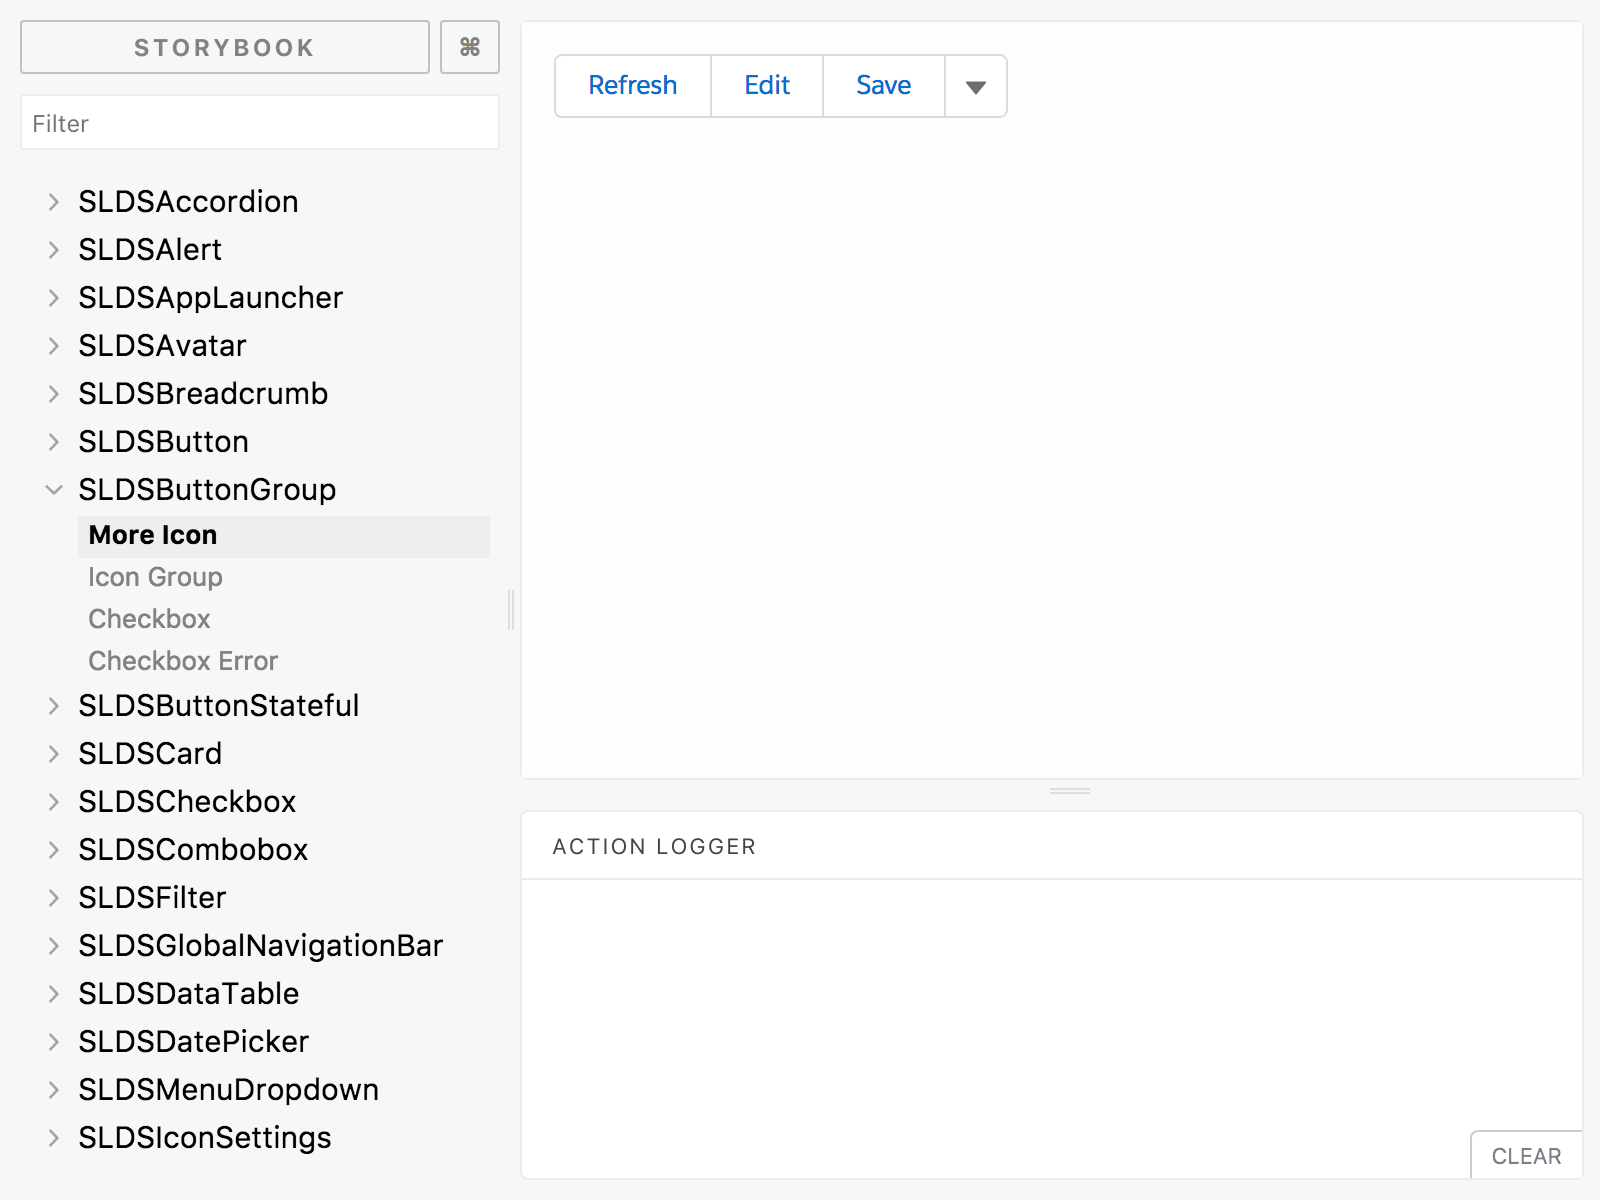 STORYBOOK
⌘
Filter
SLDSAccordion
SLDSAlert
SLDSAppLauncher
SLDSAvatar
SLDSBreadcrumb
SLDSButton
SLDSButtonGroup
More Icon
Icon Group
Checkbox
Checkbox Error
SLDSButtonStateful
SLDSCard
SLDSCheckbox
SLDSCombobox
SLDSFilter
SLDSGlobalNavigationBar
SLDSDataTable
SLDSDatePicker
SLDSMenuDropdown
SLDSIconSettings
Refresh Edit Save
ACTION LOGGER
CLEAR